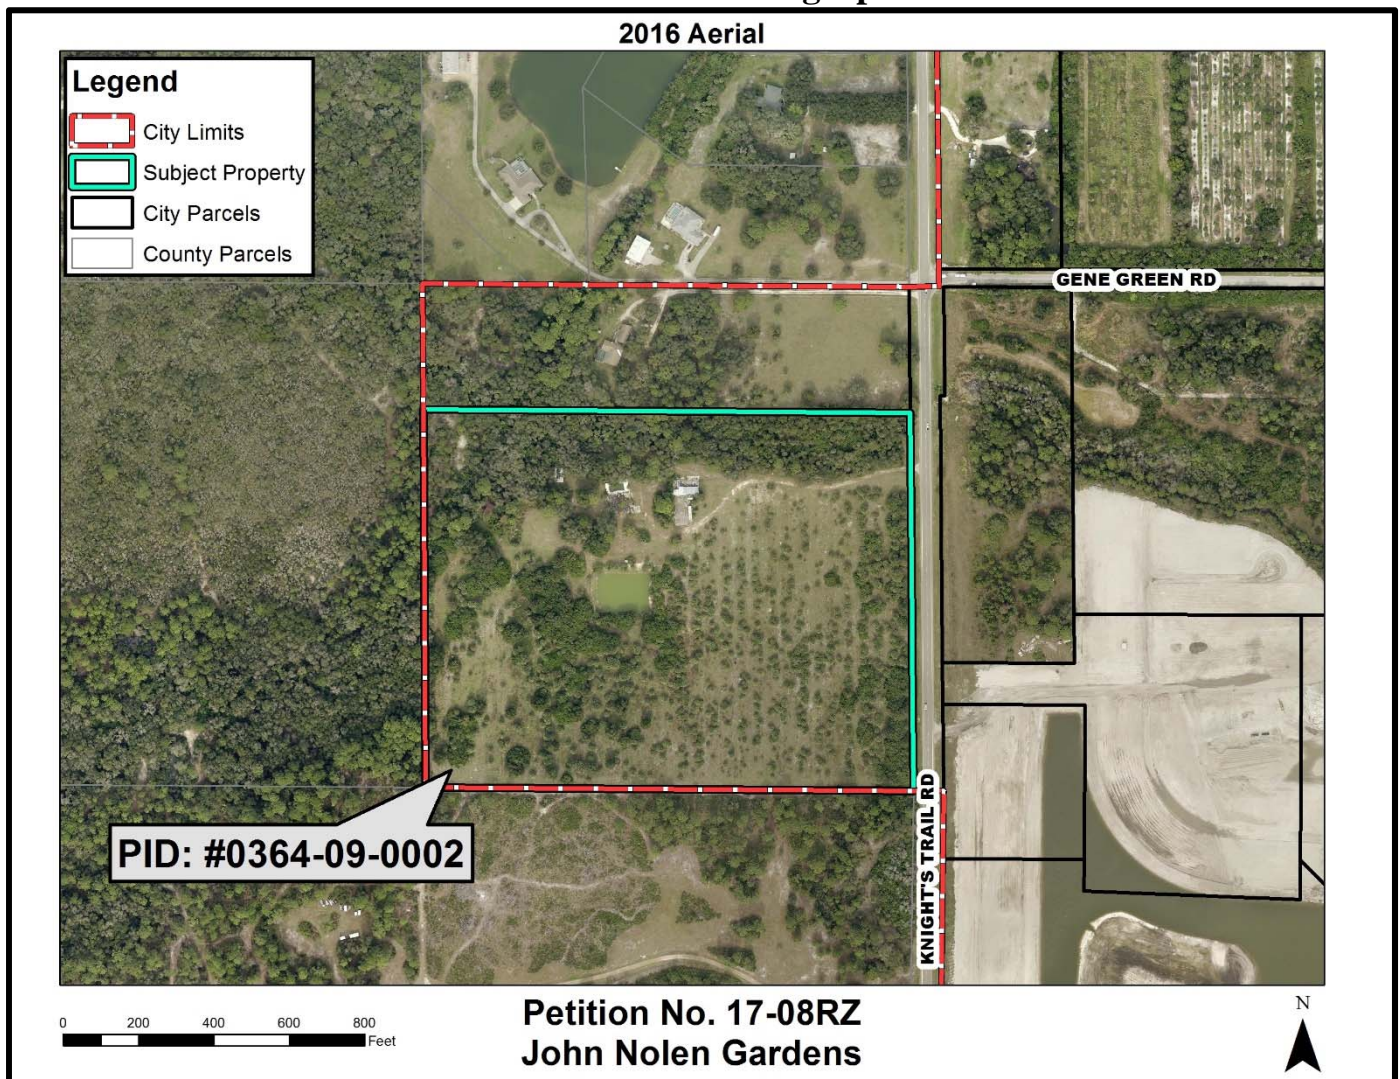 2016 Aerial
Legend
City Limits
Subject Property
City Parcels
County Parcels
GENE GREEN RD
KNIGHT'S TRAIL RD
PID: #0364-09-0002
0 200 400 600 800
Feet
Petition No. 17-08RZ
John Nolen Gardens
N